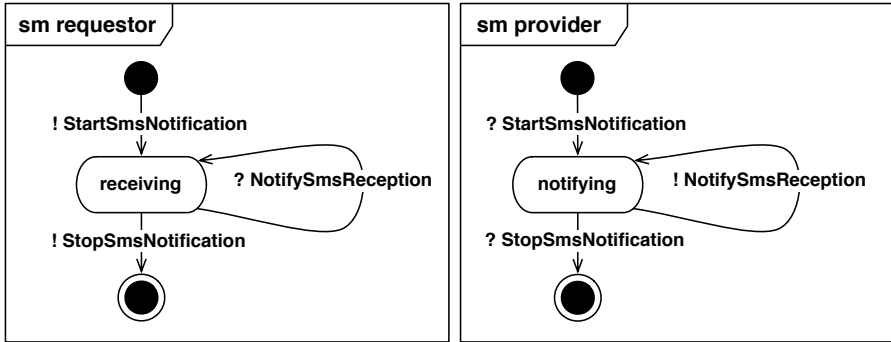 sm requestor
! StartSmsNotification
receiving
? NotifySmsReception
! StopSmsNotification
sm provider
? StartSmsNotification
notifying
! NotifySmsReception
? StopSmsNotification